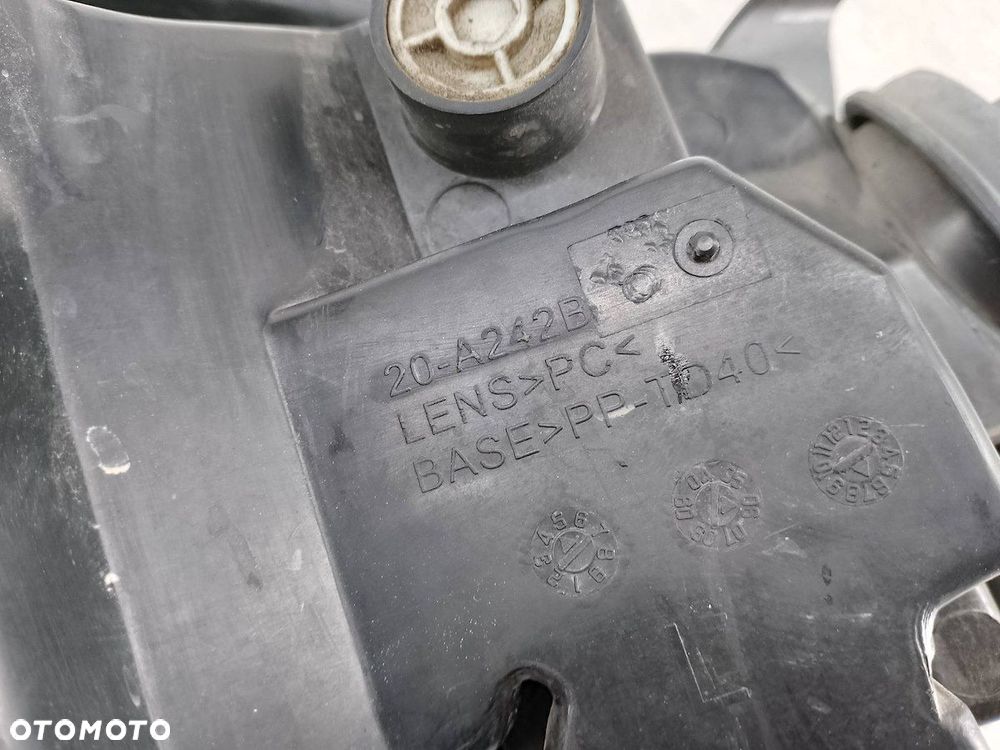 20-A242B
LENS>PC<
BASE>PP-TD40<
OTOMOTO